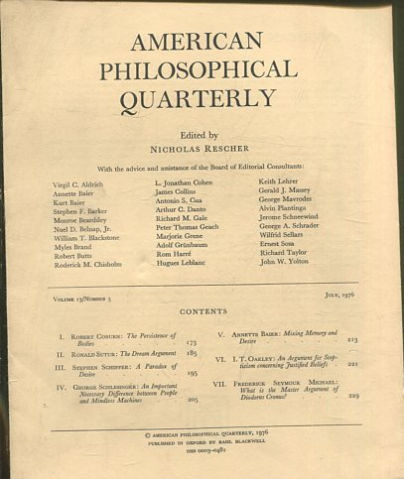 AMERICAN
PHILOSOPHICAL
QUARTERLY
Edited by
NICHOLAS RESCHER
With the advice and assistance of the Board of Editorial Consultants:
Virgil C. Aldrich
Annette Baier
Kurt Baier
Stephen F. Barker
Monroe Beardsley
Nuel D. Belnap, Jr.
William T. Blackstone
Myles Brand
Robert Butts
Roderick M. Chisholm
L. Jonathan Cohen
James Collins
Antonio S. Cua
Arthur C. Danto
Richard M. Gale
Peter Thomas Geach
Marjorie Grene
Adolf Grünbaum
Rom Harré
Hugues Leblanc
Keith Lehrer
Gerald J. Massey
George Mavrodes
Alvin Plantinga
Jerome Schneewind
George A. Schrader
Wilfrid Sellars
Ernest Sosa
Richard Taylor
John W. Yolton
VOLUME 13/NUMBER 3
JULY, 1976
CONTENTS
I. ROBERT COBURN: The Persistence of
Bodies 173
II. RONALD SUTUR: The Dream Argument 185
III. STEPHEN SCHIFFER: A Paradox of
Desire 195
IV. GEORGE SCHLESINGER: An Important
Necessary Difference between People
and Mindless Machines 205
V. ANNETTE BAIER: Mixing Memory and
Desire 213
VI. I. T. OAKLEY: An Argument for Scep-
ticism concerning Justified Beliefs 221
VII. FREDERICK SEYMOUR MICHAEL:
What is the Master Argument of
Diodorus Cronus? 229
© AMERICAN PHILOSOPHICAL QUARTERLY, 1976
PUBLISHED IN OXFORD BY BASIL BLACKWELL
ISSN 0003-0481